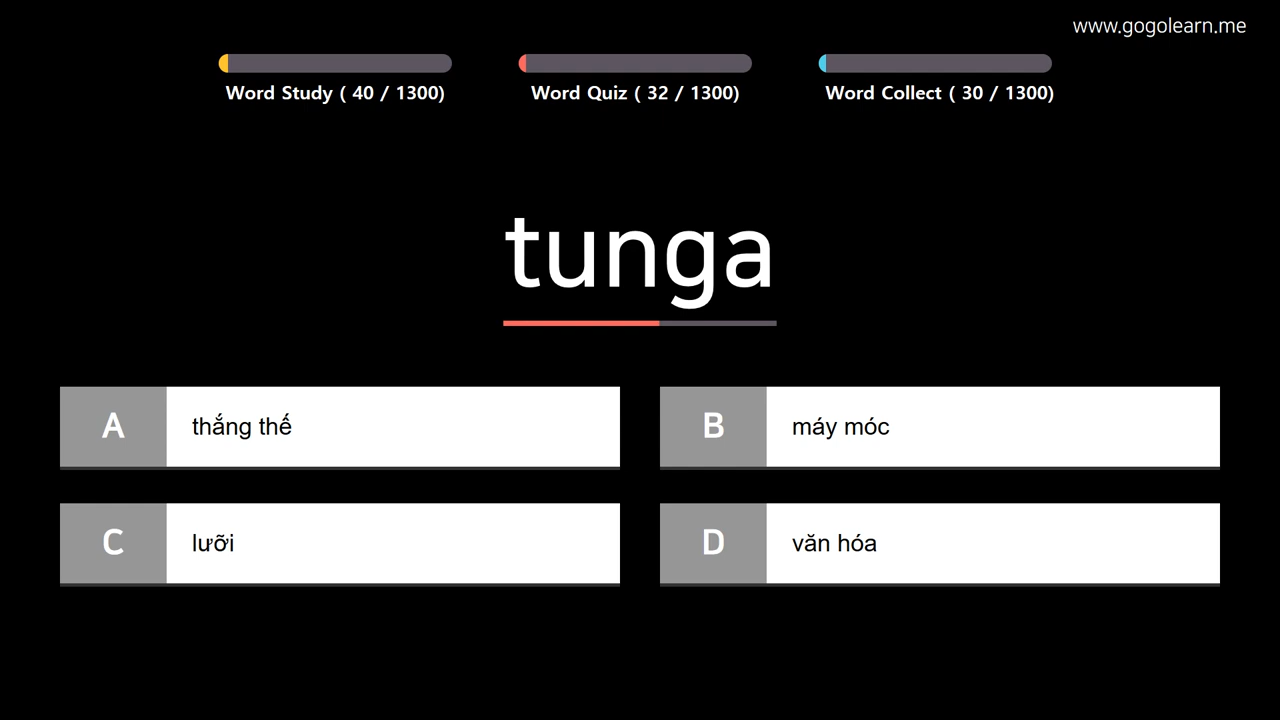 www.gogolearn.me
Word Study ( 40 / 1300)
Word Quiz ( 32 / 1300)
Word Collect ( 30 / 1300)
tunga
A
thắng thế
B
máy móc
C
lưỡi
D
văn hóa